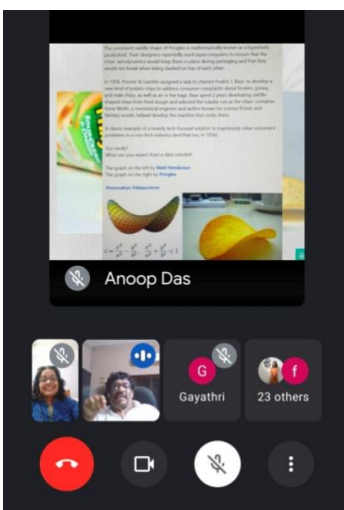 The consistent saddle shape of Pringles is mathematically known as a hyperbolic
paraboloid. Their designers reportedly used supercomputers to ensure that the
chips' aerodynamics would keep them in place during packaging and that they
would not break when being stacked on top of each other.
In 1956, Procter & Gamble assigned a task to chemist Fredric J. Baur: to develop a
new kind of potato chips to address consumer complaints about broken, greasy,
and stale chips, as well as air in the bags. Baur spent 2 years developing saddle-
shaped chips from fried dough and selected the tubular can as the chips' container.
Gene Wolfe, a mechanical engineer and author known for science fiction and
fantasy novels, helped develop the machine that cooks them.
A classic example of a heavily tech-focused solution to ingeniously solve customers'
problems in a non-tech industry (and that too, in 1956).
Too nerdy?
What can you expect from a data scientist!
The graph on the left by Matt Henderson
The graph on the right by Pringles
#innovation #datascience
Anoop Das
G
f
Gayathri
23 others